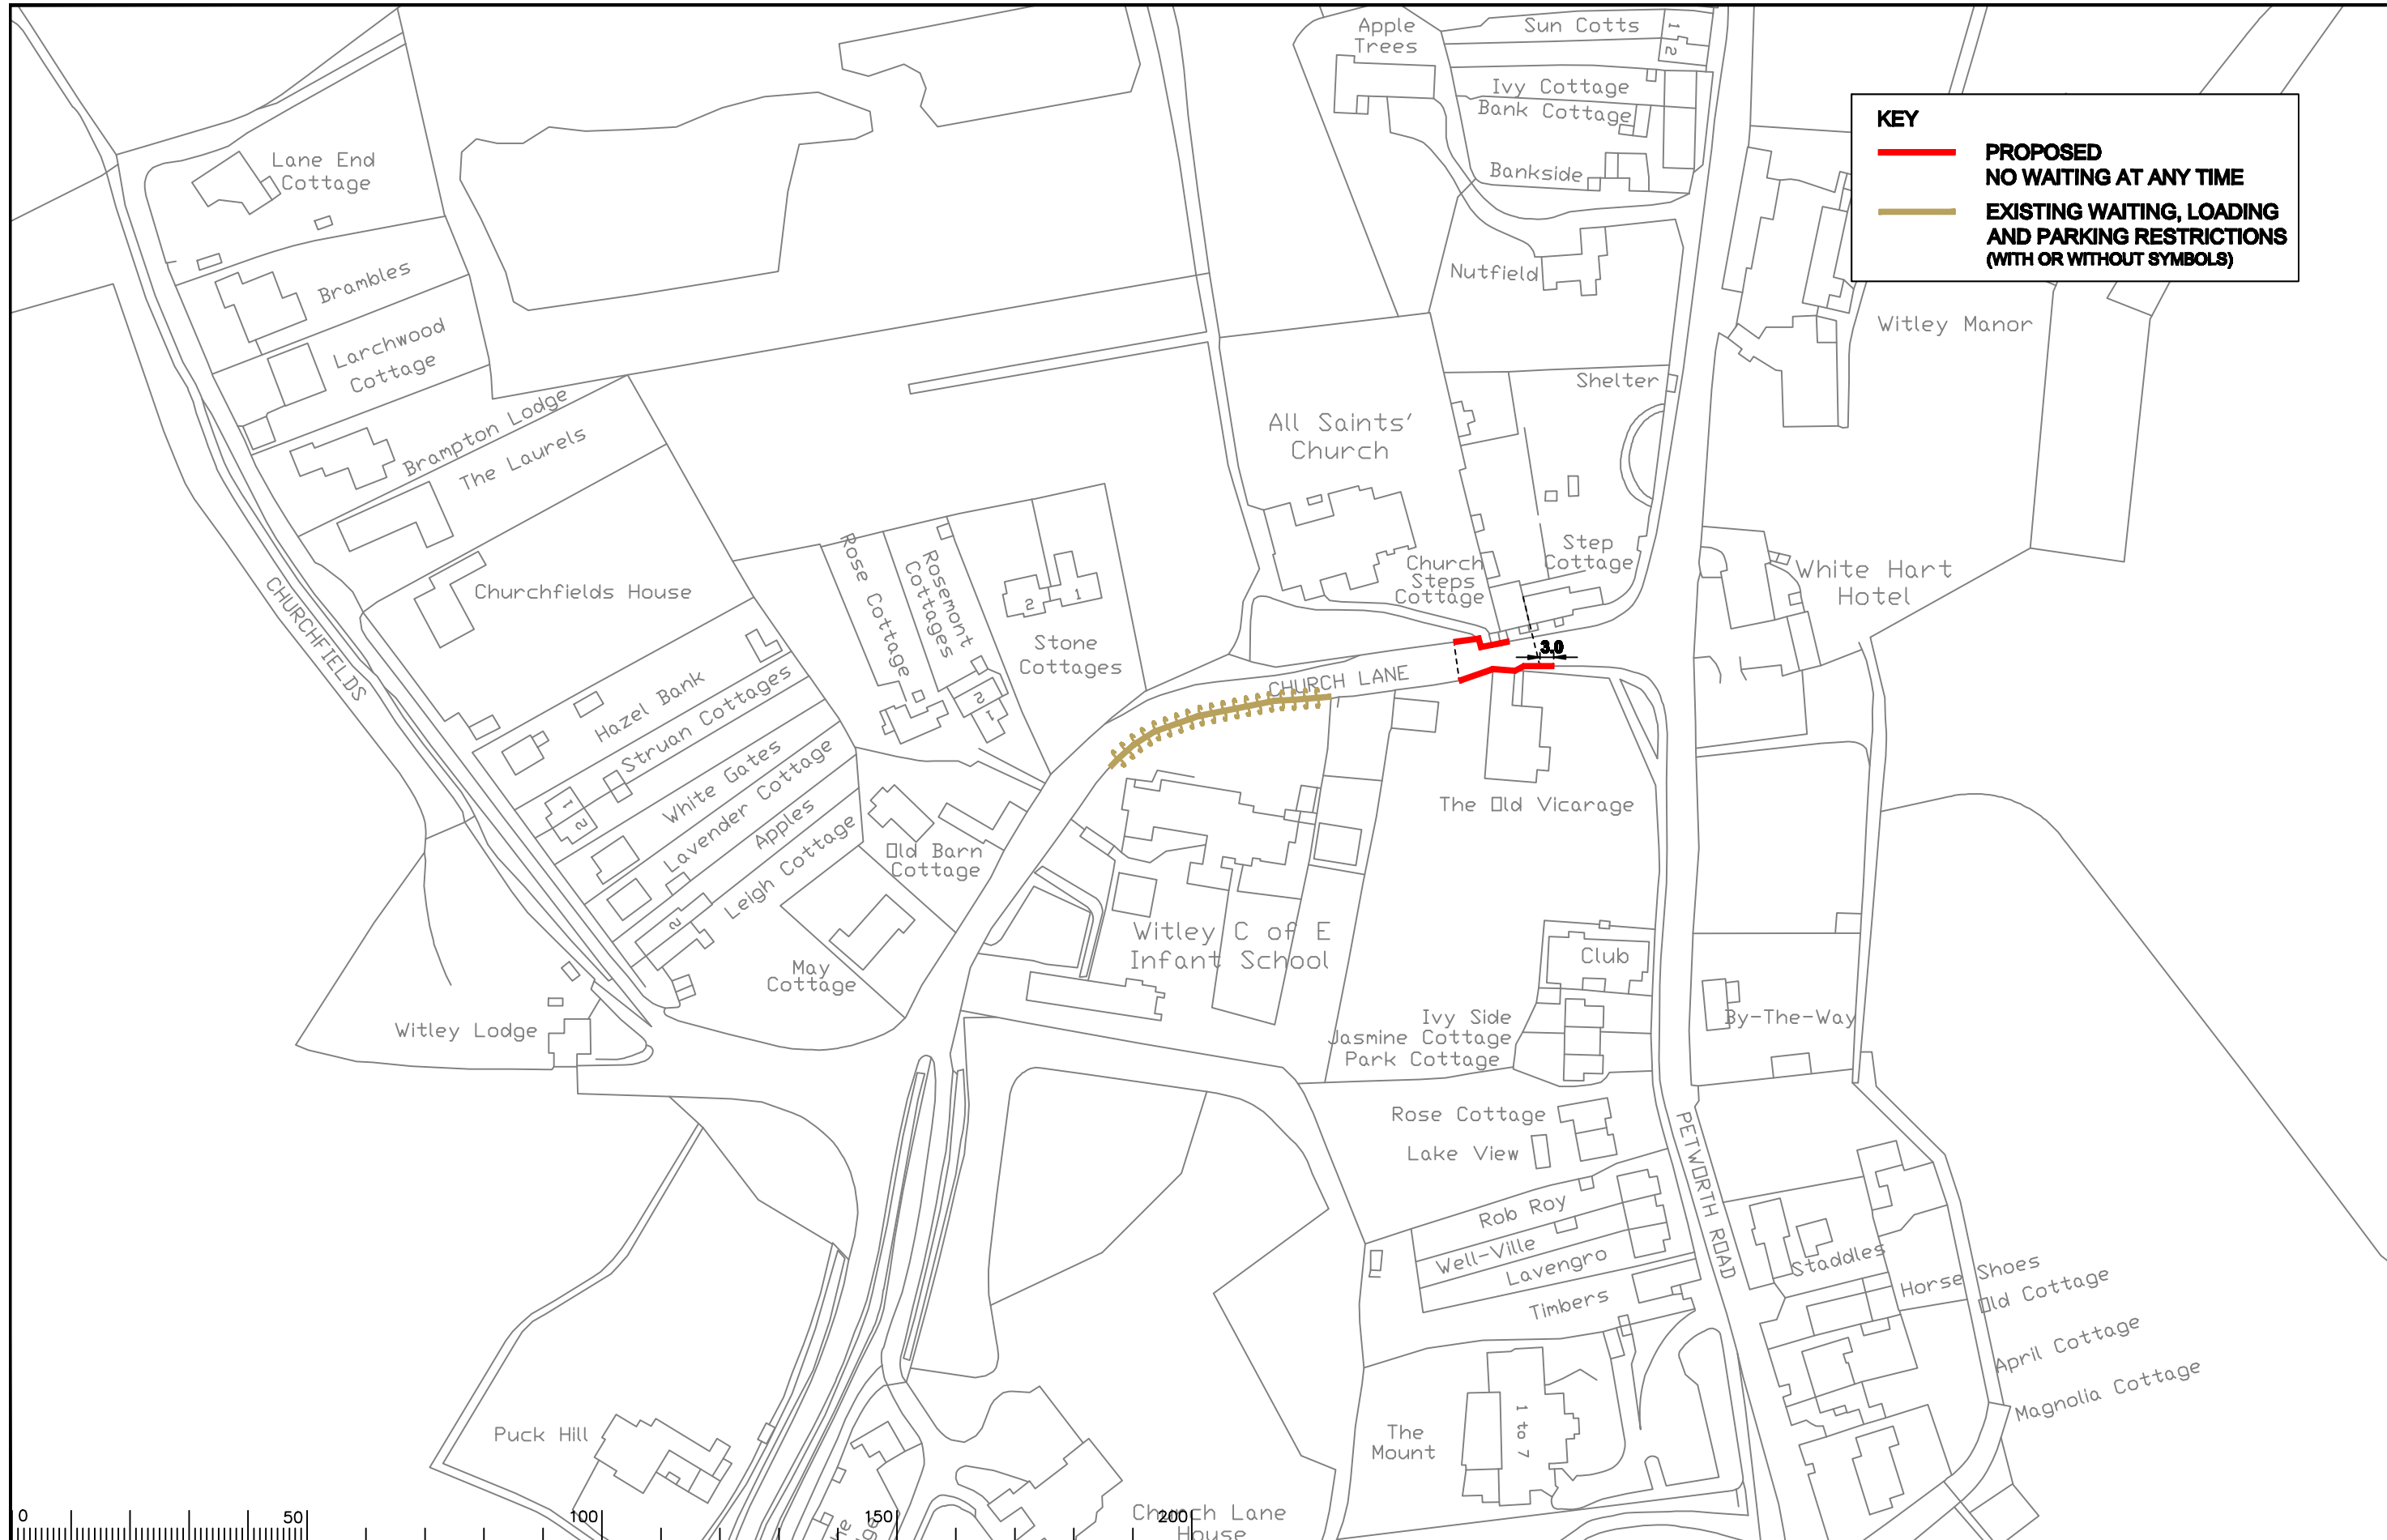 Apple
Trees
Sun Cotts
1
2
Ivy Cottage
Bank Cottage
Bankside
KEY
PROPOSED
NO WAITING AT ANY TIME
EXISTING WAITING, LOADING
AND PARKING RESTRICTIONS
(WITH OR WITHOUT SYMBOLS)
Lane End
Cottage
Brambles
Nutfield
Witley Manor
Larchwood
Cottage
Shelter
Brampton Lodge
The Laurels
All Saints'
Church
Church
Steps
Cottage
Step
Cottage
White Hart
Hotel
CHURCHFIELDS
Churchfields House
Rose Cottage
Rosemont
Cottages
2
1
Stone
Cottages
3.0
CHURCH LANE
Hazel Bank
Struan Cottages
2
1
White Gates
Lavender Cottage
Apples
Leigh Cottage
1
2
2
Old Barn
Cottage
The Old Vicarage
May
Cottage
Witley C of E
Infant School
Club
Witley Lodge
Ivy Side
Jasmine Cottage
Park Cottage
By-The-Way
Rose Cottage
Lake View
PETWORTH ROAD
Rob Roy
Well-Ville
Lavengro
Timbers
Staddles
Horse Shoes
Old Cottage
April Cottage
Magnolia Cottage
Puck Hill
The
Mount
1 to 7
Church Lane
House
0
50
100
150
200